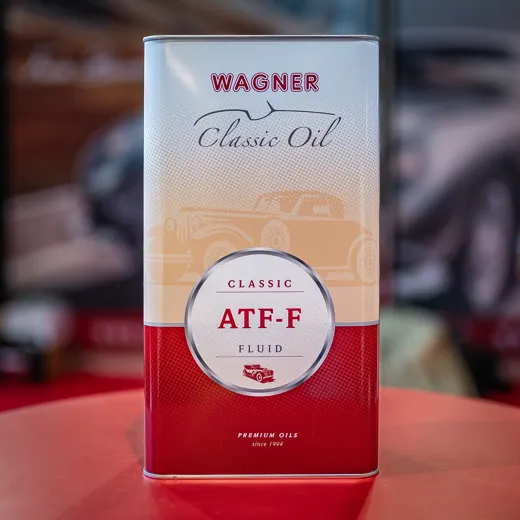 WAGNER
Classic Oil
CLASSIC
ATF-F
FLUID
PREMIUM OILS
since 1994